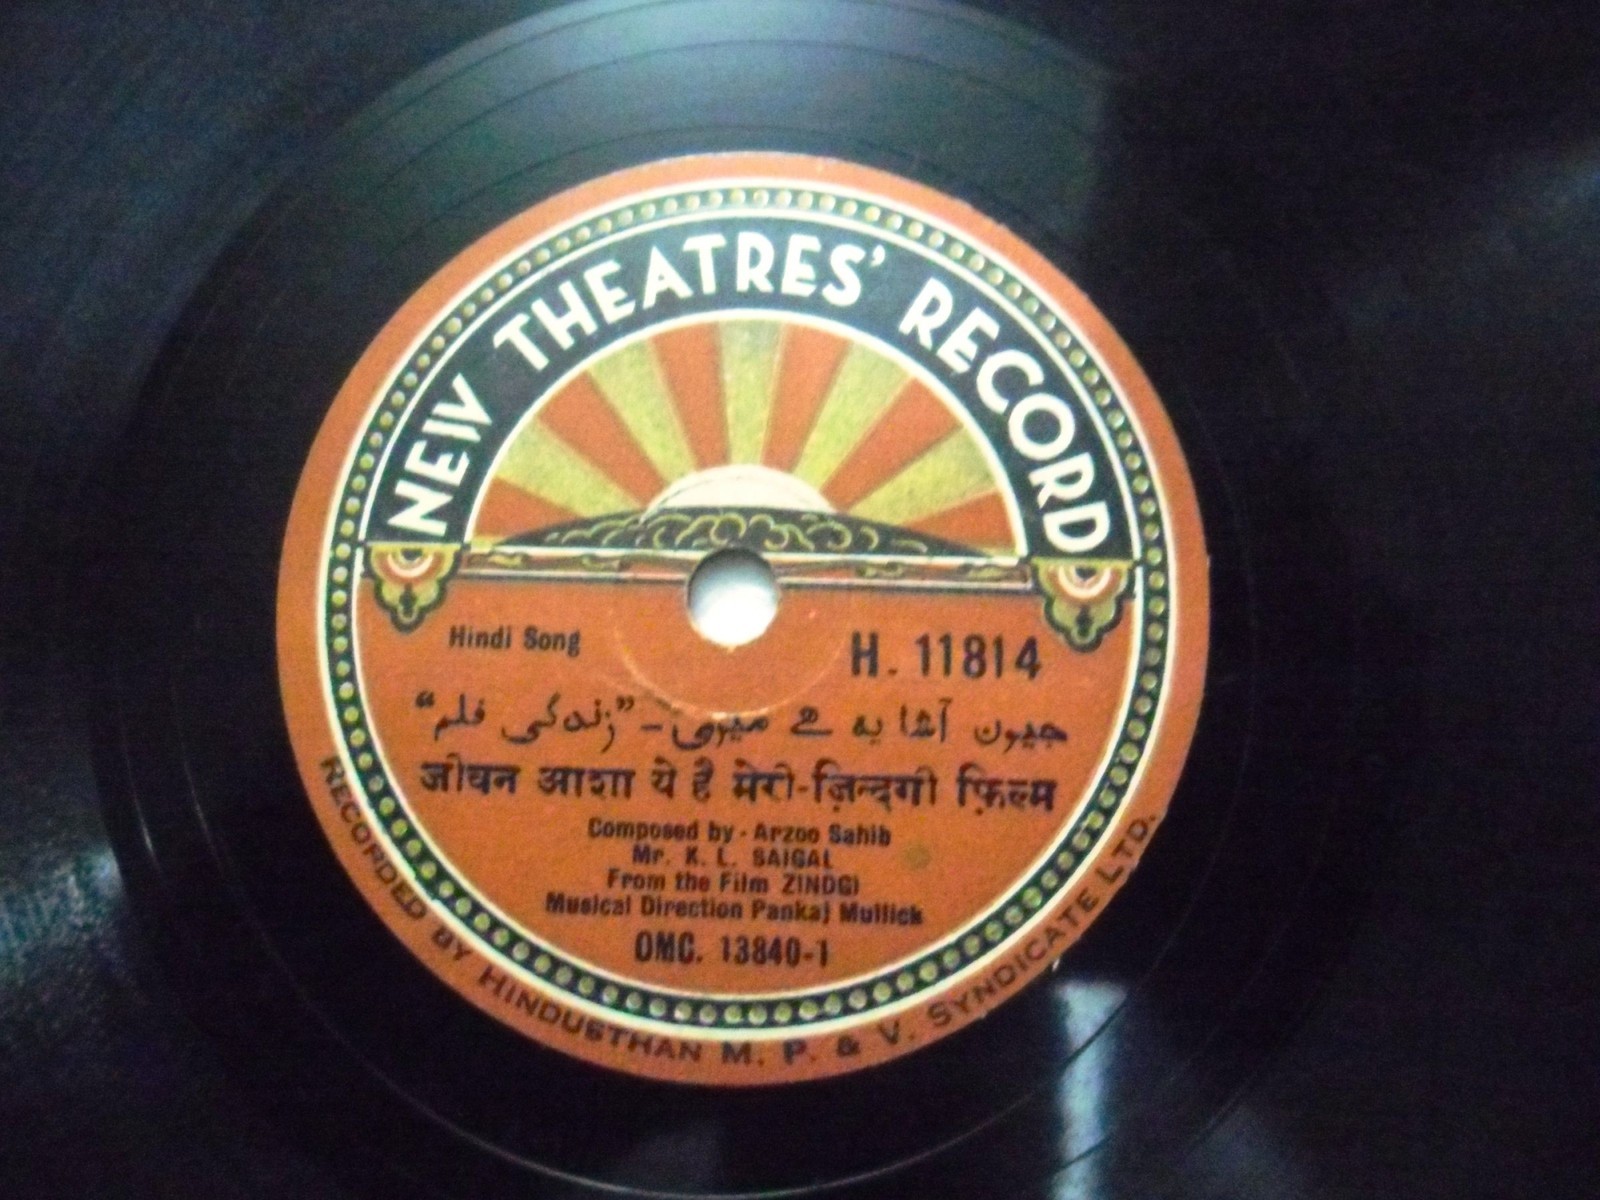 NEW THEATRES' RECORD
Hindi Song
H. 11814
جیون آشا یہ ہے میری - "زندگی فلم"
जीवन आशा ये है मेरी-ज़िन्दगी फ़िल्म
Composed by - Arzoo Sahib
Mr. K. L. SAIGAL
From the Film ZINDGI
Musical Direction Pankaj Mullick
OMC. 13840-1
RECORDED BY HINDUSTHAN M. P. & V. SYNDICATE LTD.